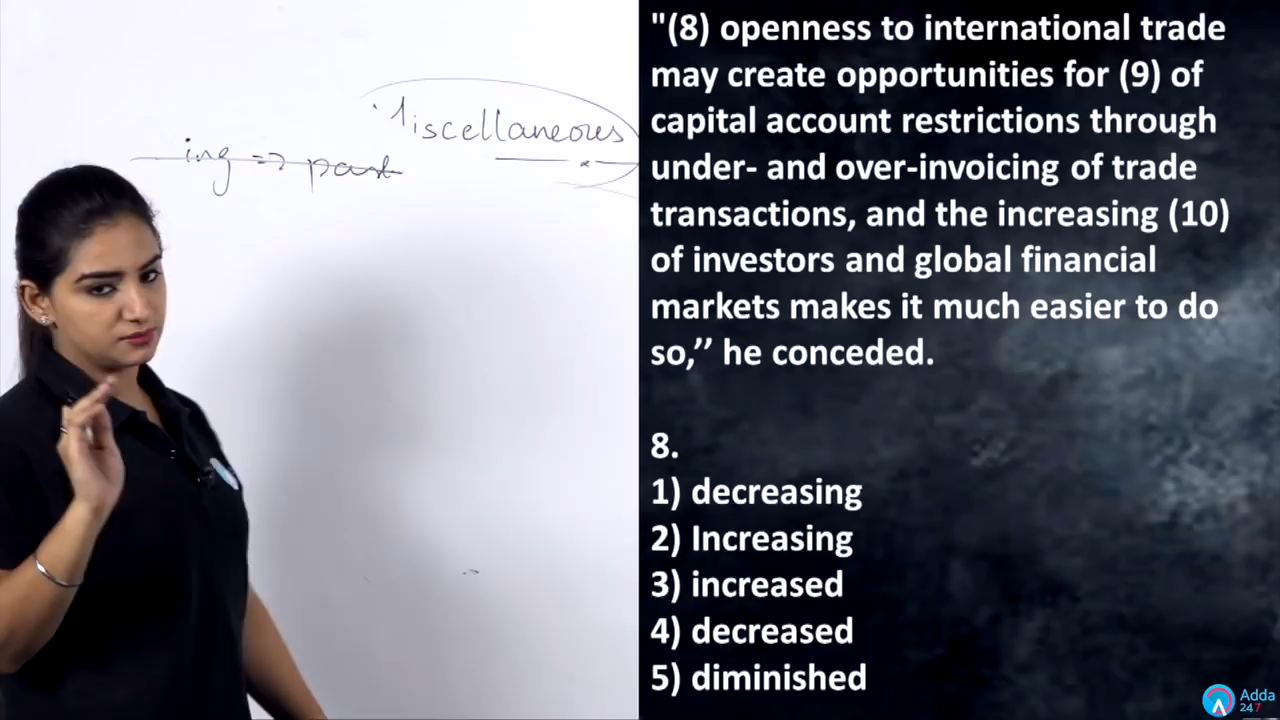 iscellaneous
ing => past
"(8) openness to international trade
may create opportunities for (9) of
capital account restrictions through
under- and over-invoicing of trade
transactions, and the increasing (10)
of investors and global financial
markets makes it much easier to do
so,’’ he conceded.
8.
1) decreasing
2) Increasing
3) increased
4) decreased
5) diminished
Adda
247